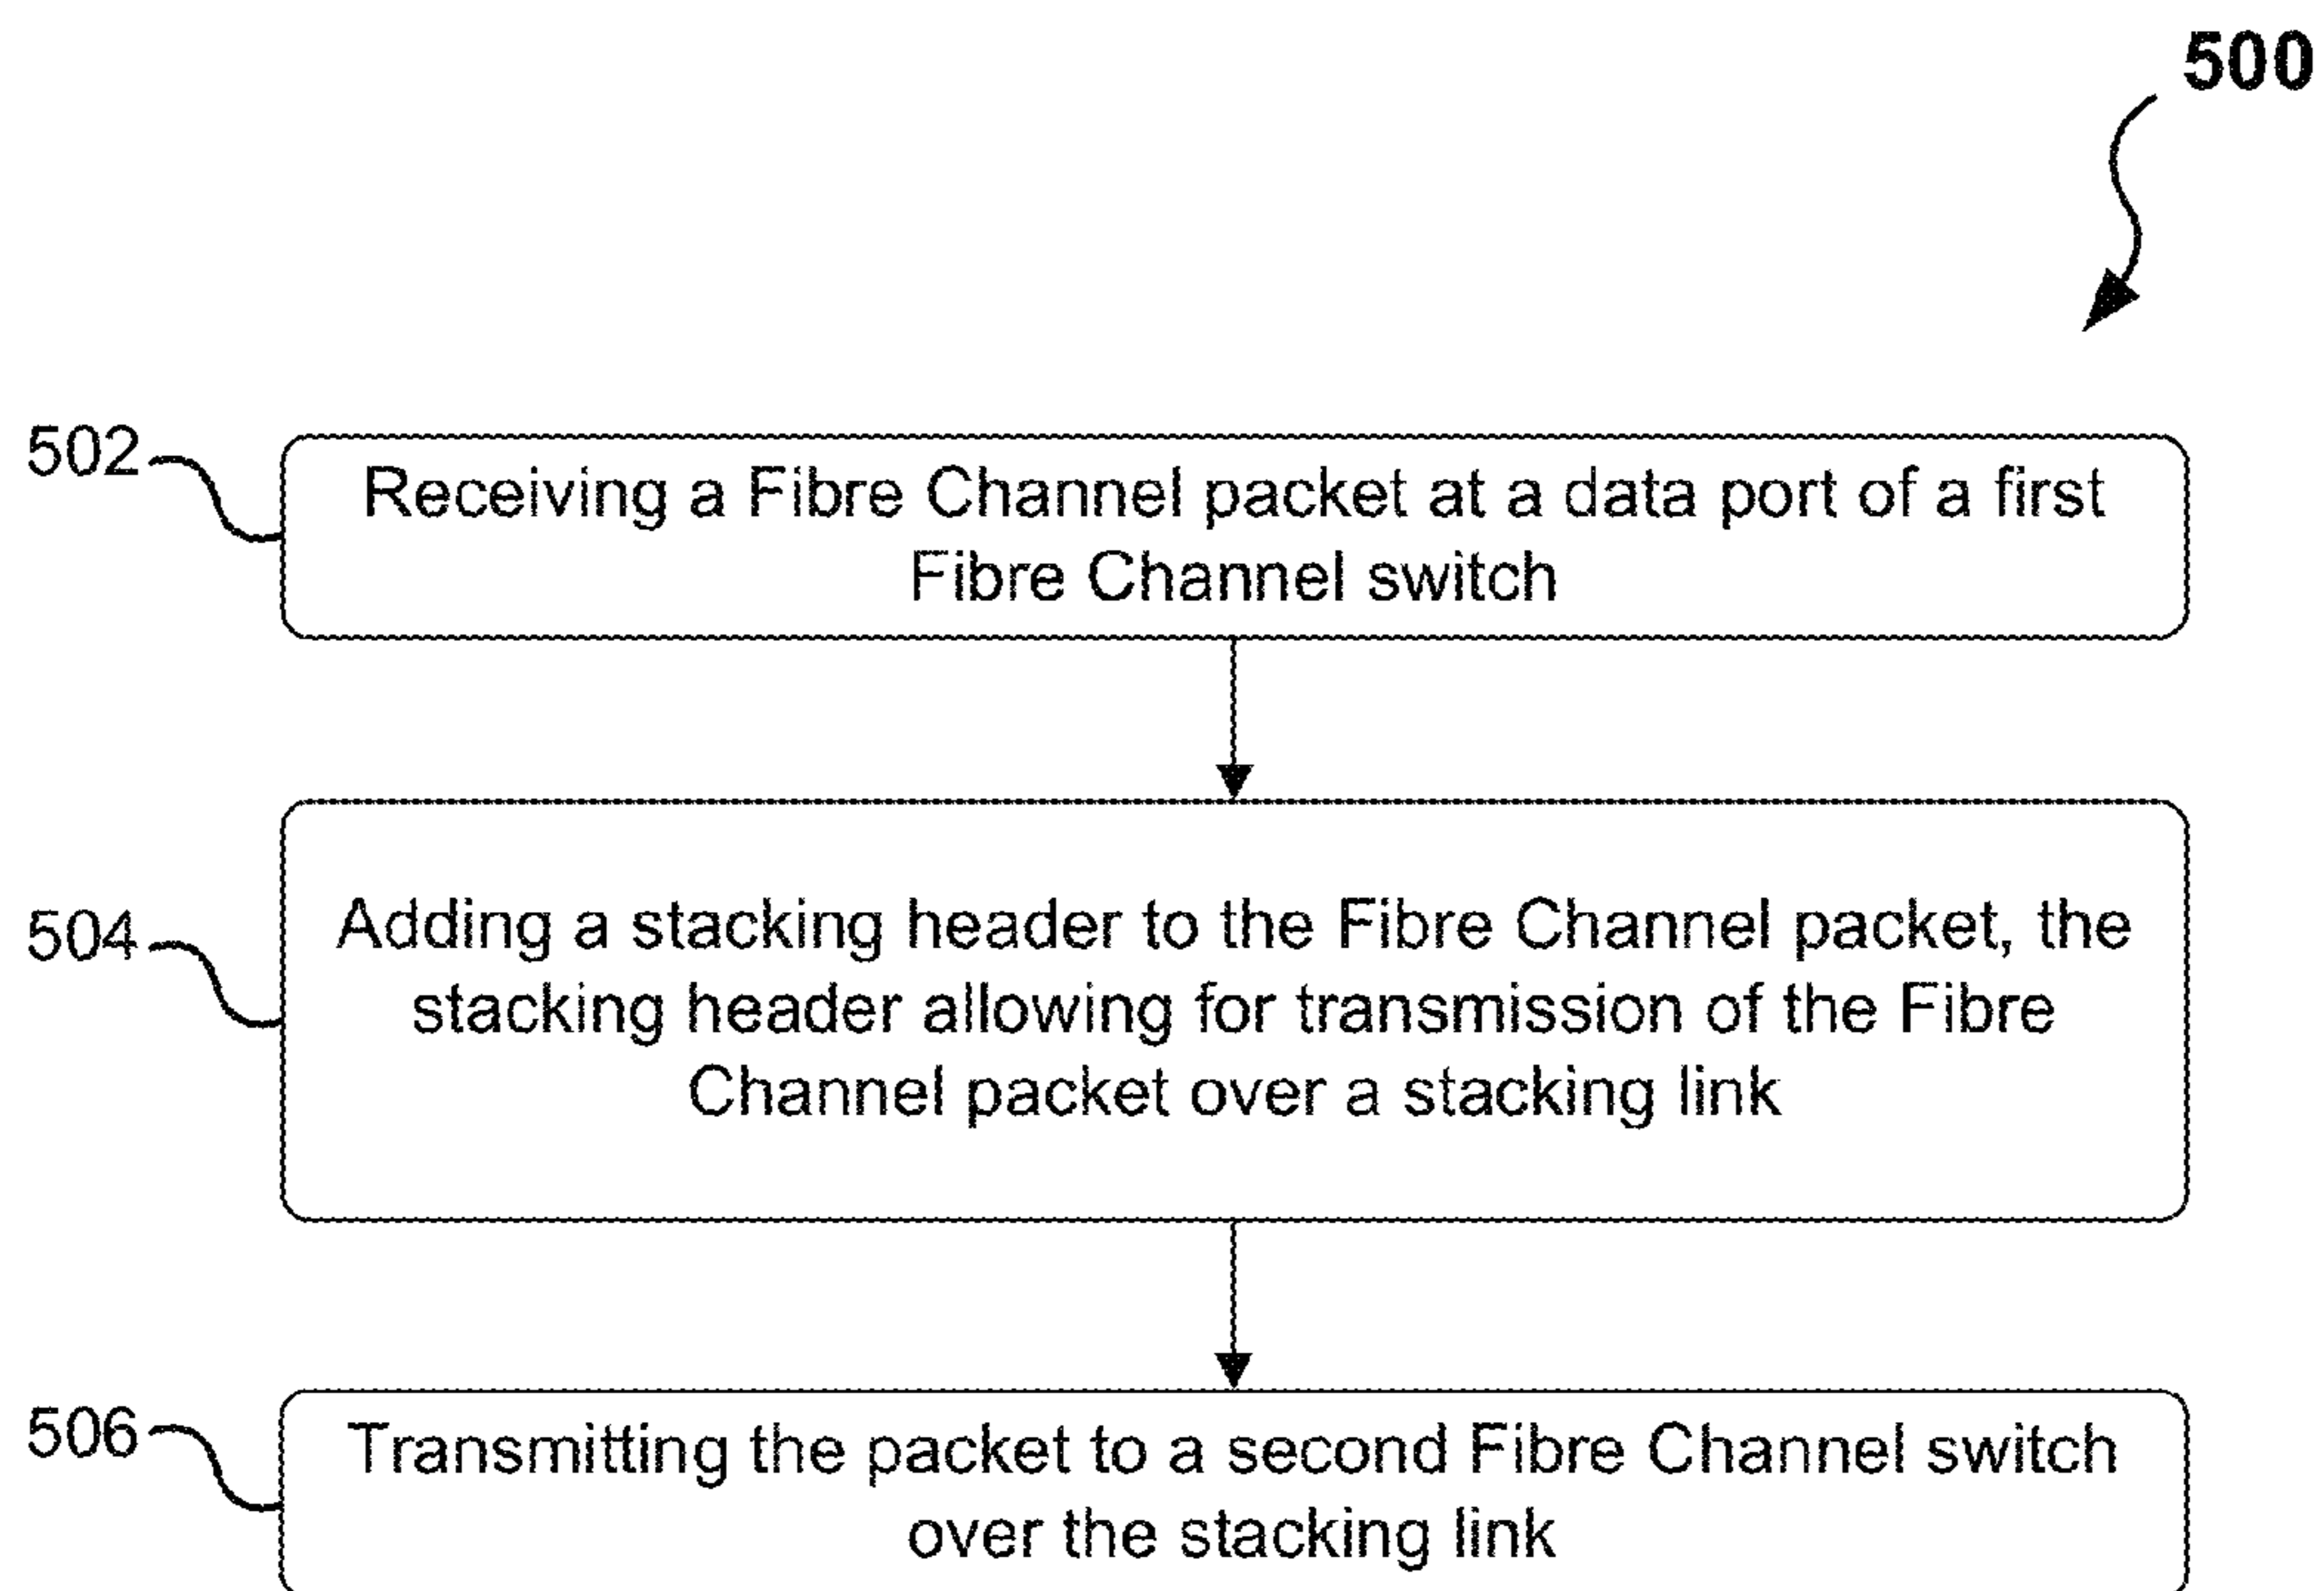 500
502
Receiving a Fibre Channel packet at a data port of a first
Fibre Channel switch
504
Adding a stacking header to the Fibre Channel packet, the
stacking header allowing for transmission of the Fibre
Channel packet over a stacking link
506
Transmitting the packet to a second Fibre Channel switch
over the stacking link